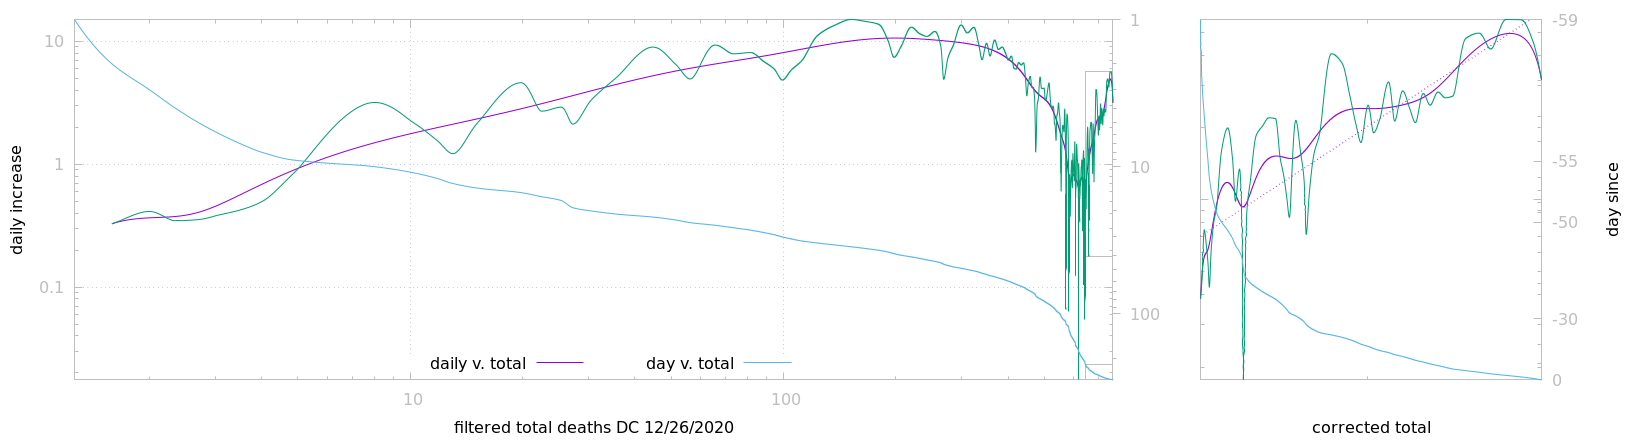 10
1
0.1
daily increase
10
100
filtered total deaths DC 12/26/2020
daily v. total
day v. total
1
10
100
-59
-55
-50
-30
0
day since
corrected total